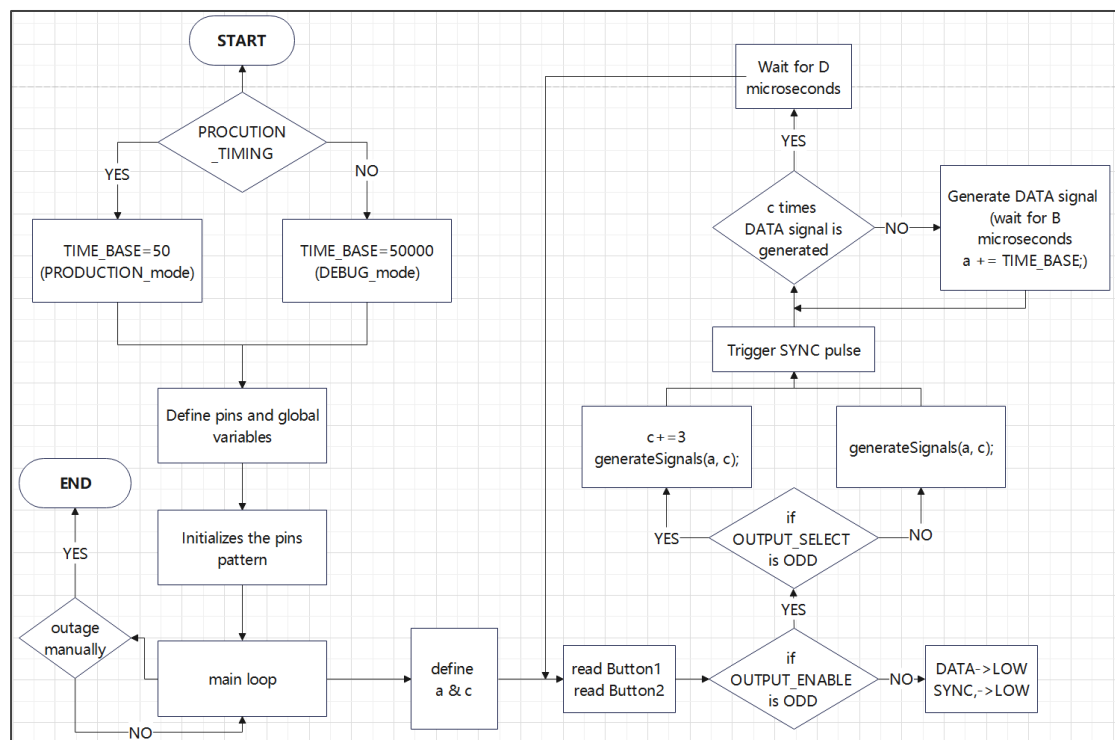 START
PROCUTION
_TIMING
YES
NO
TIME_BASE=50
(PRODUCTION_mode)
TIME_BASE=50000
(DEBUG_mode)
Define pins and global
variables
END
YES
Initializes the pins
pattern
outage
manually
NO
main loop
define
a & c
read Button1
read Button2
if
OUTPUT_ENABLE
is ODD
NO
DATA->LOW
SYNC,->LOW
YES
if
OUTPUT_SELECT
is ODD
YES
NO
c+=3
generateSignals(a, c);
generateSignals(a, c);
Trigger SYNC pulse
c times
DATA signal is
generated
NO
Generate DATA signal
(wait for B
microseconds
a += TIME_BASE;)
YES
Wait for D
microseconds